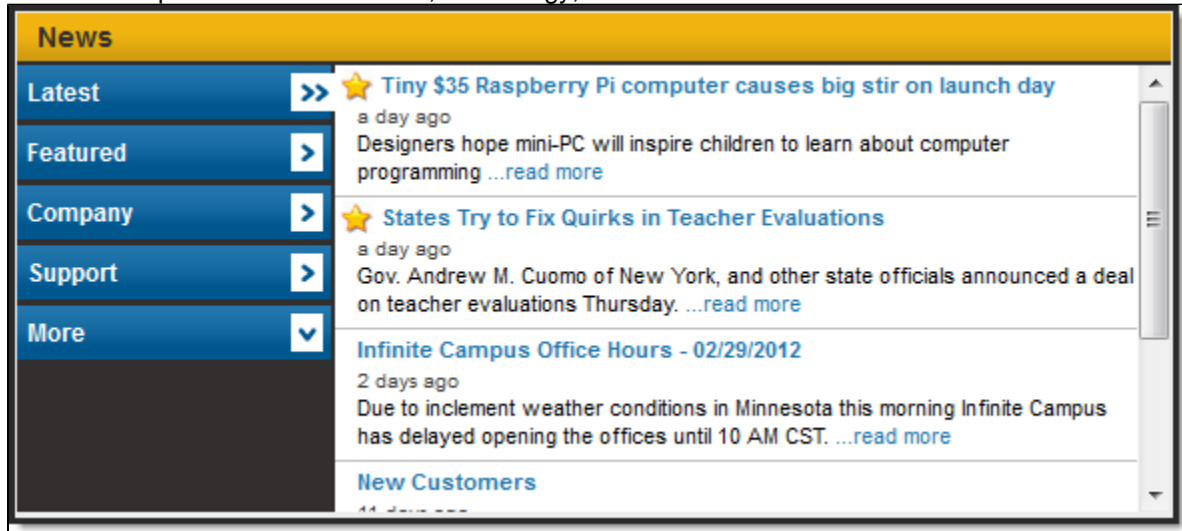 News
Latest
Featured
Company
Support
More
Tiny $35 Raspberry Pi computer causes big stir on launch day
a day ago
Designers hope mini-PC will inspire children to learn about computer
programming ...read more
States Try to Fix Quirks in Teacher Evaluations
a day ago
Gov. Andrew M. Cuomo of New York, and other state officials announced a deal
on teacher evaluations Thursday. ...read more
Infinite Campus Office Hours - 02/29/2012
2 days ago
Due to inclement weather conditions in Minnesota this morning Infinite Campus
has delayed opening the offices until 10 AM CST. ...read more
New Customers